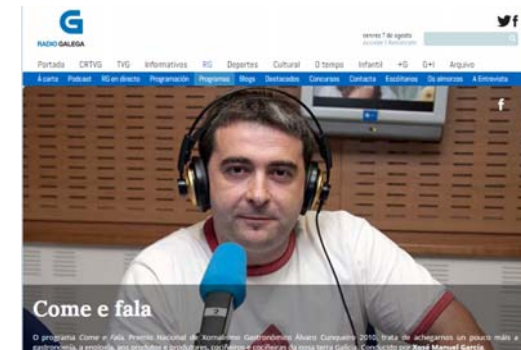 G
RADIO GALEGA
venres 7 de agosto
Portada CRTVG TVG Informativos RG Deportes Cultural O tempo Infantil +G G+I Arquivo
Á carta Podcast RG en directo Programación Programas Blogs Destacados Concursos Contacta Escóitanos Os almorzos A Entrevista
Come e fala
O programa Come e Fala, Premio Nacional de Xornalismo Gastronómico Álvaro Cunqueiro 2010, trata de achegarnos un pouco máis a
gastronomía, a enoloxía, aos produtos e produtores, cociñeiros e cociñeiras da nosa terra Galicia. Conducido por Xosé Manuel García.